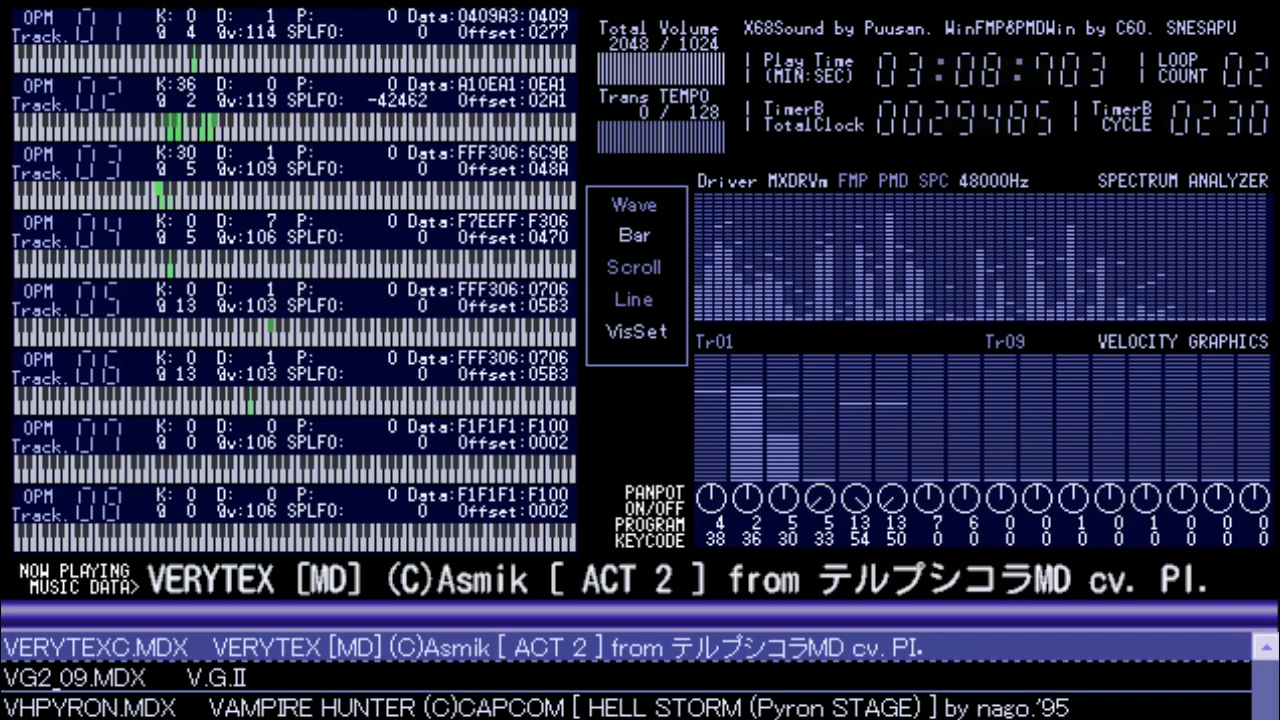 OPM Track. 01 K: 0 D: 1 P: 0 Data:0409A3:0409
@ 4 @v:114 SPLFO: 0 Offset:0277
OPM Track. 02 K:36 D: 2 P: 0 Data:A10EA1:0EA1
@ 2 @v:119 SPLFO: -42462 Offset:02A1
OPM Track. 03 K:30 D: 1 P: 0 Data:FFF306:6C9B
@ 5 @v:109 SPLFO: 0 Offset:048A
OPM Track. 04 K: 0 D: 7 P: 0 Data:F7EEFF:F306
@ 5 @v:106 SPLFO: 0 Offset:0470
OPM Track. 05 K: 0 D: 1 P: 0 Data:FFF306:0706
@ 13 @v:103 SPLFO: 0 Offset:05B3
OPM Track. 06 K: 0 D: 1 P: 0 Data:FFF306:0706
@ 13 @v:103 SPLFO: 0 Offset:05B3
OPM Track. 07 K: 0 D: 0 P: 0 Data:F1F1F1:F100
@ 0 @v:106 SPLFO: 0 Offset:0002
OPM Track. 08 K: 0 D: 0 P: 0 Data:F1F1F1:F100
@ 0 @v:106 SPLFO: 0 Offset:0002
Total Volume
2048 / 1024
Trans TEMPO
0 / 128
X68Sound by Puusan. WinFMP&PMDWin by C60. SNESAPU
Play Time (MIN:SEC) 03:08:703 LOOP COUNT 02
TimerB TotalClock 0029485 TimerB CYCLE 0230
Wave
Bar
Scroll
Line
VisSet
Driver MXDRVm FMP PMD SPC 48000Hz SPECTRUM ANALYZER
Tr01 Tr09 VELOCITY GRAPHICS
PANPOT
ON/OFF
PROGRAM 4 2 5 5 13 13 7 6 0 0 1 0 1 0 0 0
KEYCODE 38 36 30 33 54 50 0 0 0 0 0 0 0 0 0 0
NOW PLAYING MUSIC DATA> VERYTEX [MD] (C)Asmik [ ACT 2 ] from テルプシコラMD cv. PI.
VERYTEXC.MDX VERYTEX [MD] (C)Asmik [ ACT 2 ] from テルプシコラMD cv. PI.
VG2_09.MDX V.G.II
VHPYRON.MDX VAMPIRE HUNTER (C)CAPCOM [ HELL STORM (Pyron STAGE) ] by nago.'95